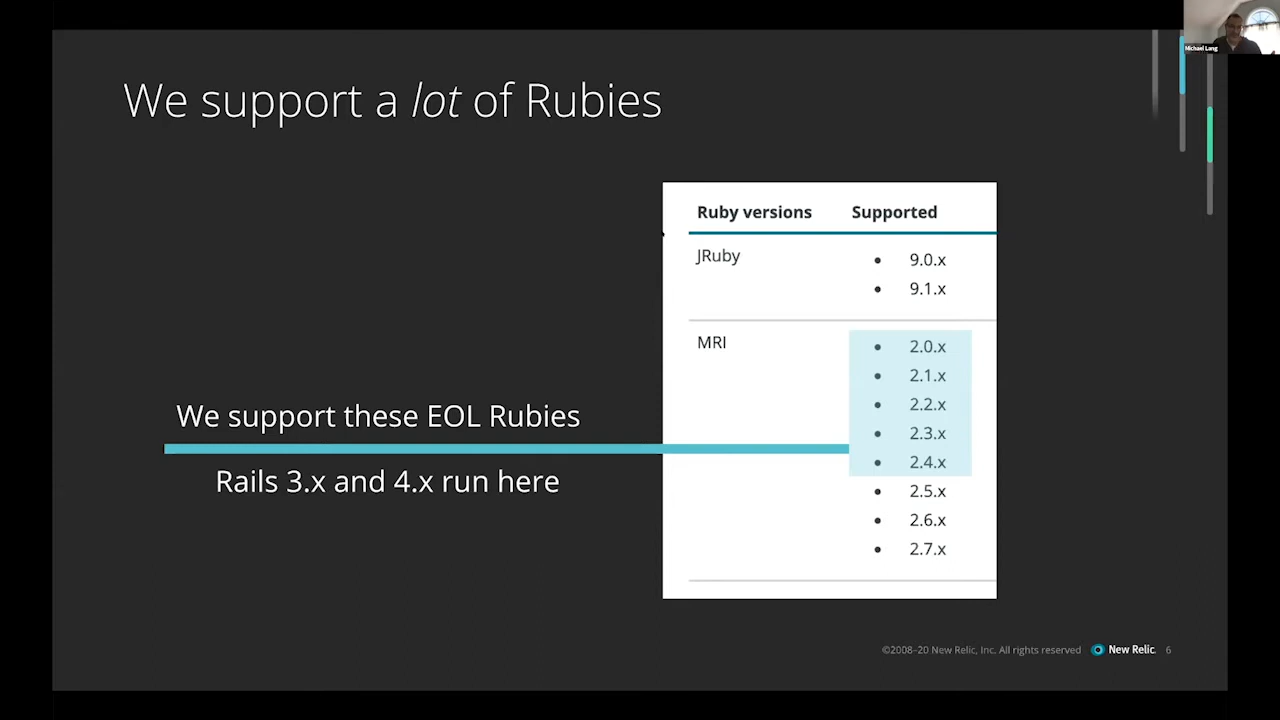 Michael Lang
We support a lot of Rubies
Ruby versions Supported
JRuby
• 9.0.x
• 9.1.x
MRI
• 2.0.x
• 2.1.x
• 2.2.x
• 2.3.x
• 2.4.x
• 2.5.x
• 2.6.x
• 2.7.x
We support these EOL Rubies
Rails 3.x and 4.x run here
©2008–20 New Relic, Inc. All rights reserved New Relic. 6